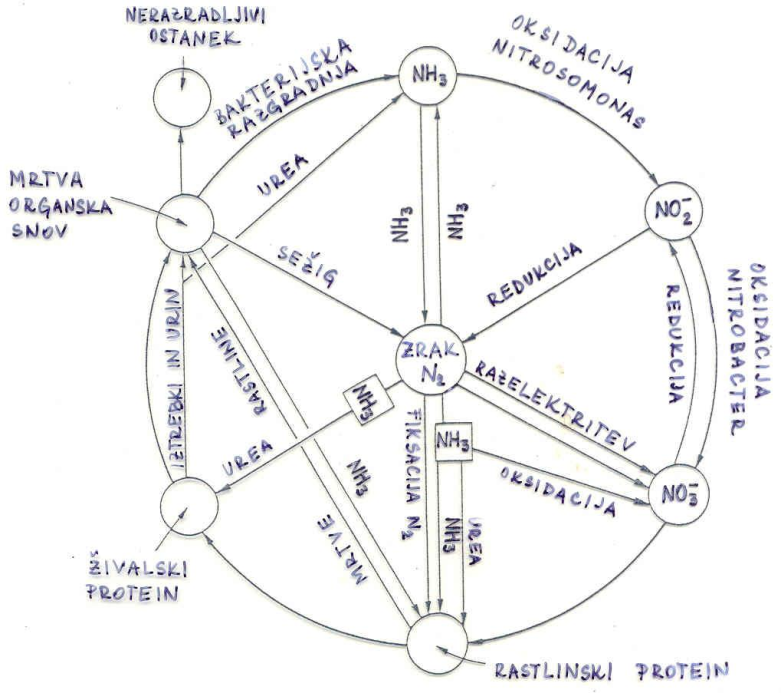 NERAZRADLJIVI
OSTANEK
BAKTERIJSKA
RAZGRADNJA
NH3
OKSIDACIJA
NITROSOMONAS
UREA
MRTVA
ORGANSKA
SNOV
NO2-
SEŽIG
NH3
NH3
REDUKCIJA
OKSIDACIJA
NITROBACTER
REDUKCIJA
ZRAK
N2
RAZELEKTRITEV
IZTREBKI IN URIN
RASTLINE
NH3
FIKSACIJA N2
NH3
UREA
NH3
OKSIDACIJA
NO3-
NH3
UREA
MRTVE
ŽIVALSKI
PROTEIN
RASTLINSKI PROTEIN